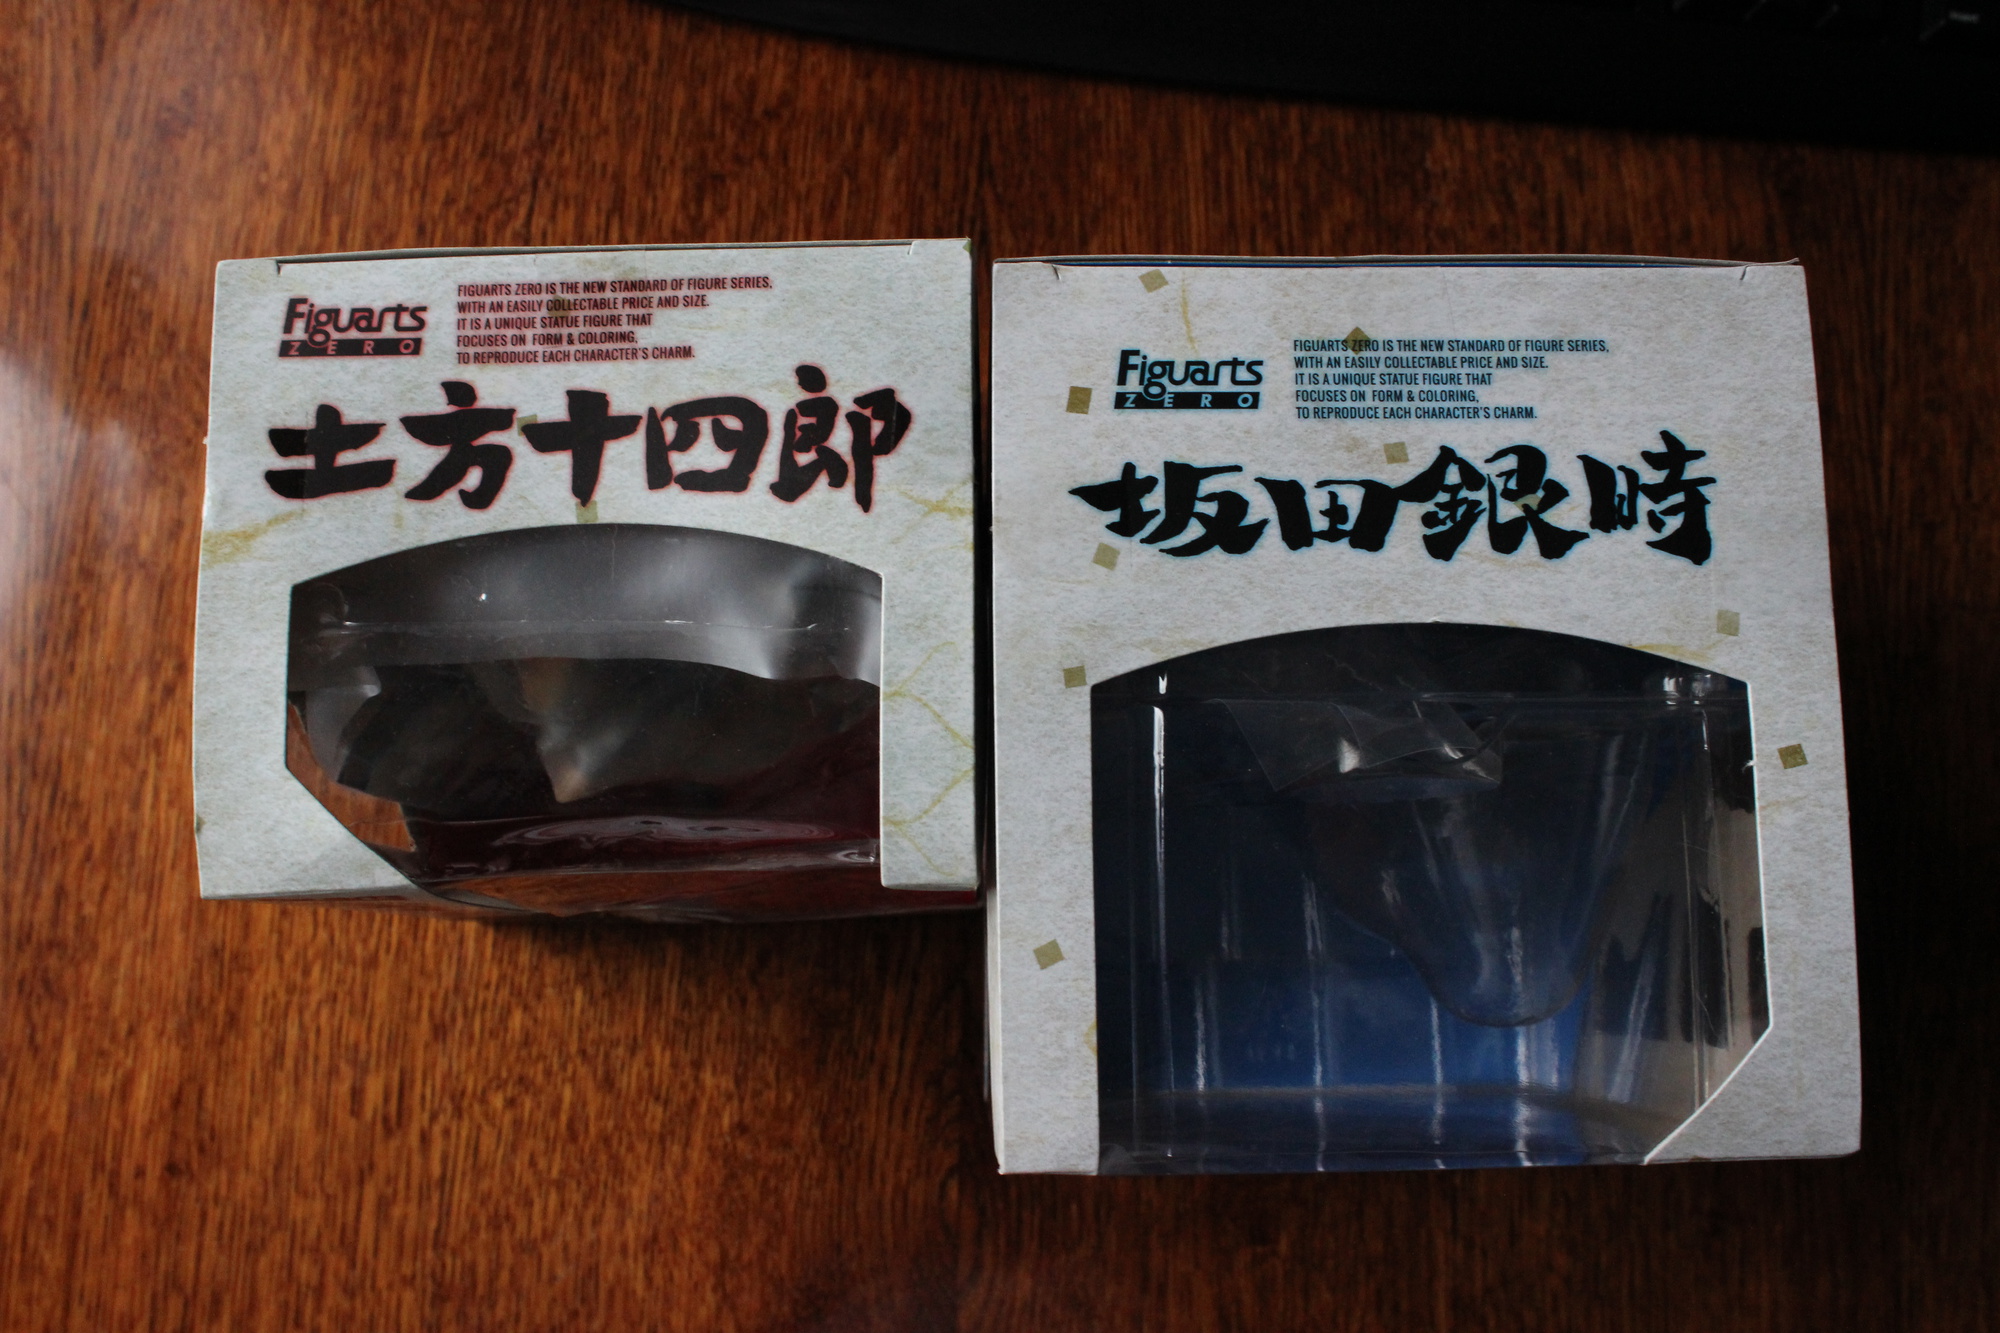 Figuarts
ZERO
FIGUARTS ZERO IS THE NEW STANDARD OF FIGURE SERIES,
WITH AN EASILY COLLECTABLE PRICE AND SIZE.
IT IS A UNIQUE STATUE FIGURE THAT
FOCUSES ON FORM & COLORING,
TO REPRODUCE EACH CHARACTER'S CHARM.
土方十四郎
Figuarts
ZERO
FIGUARTS ZERO IS THE NEW STANDARD OF FIGURE SERIES,
WITH AN EASILY COLLECTABLE PRICE AND SIZE.
IT IS A UNIQUE STATUE FIGURE THAT
FOCUSES ON FORM & COLORING,
TO REPRODUCE EACH CHARACTER'S CHARM.
坂田銀時